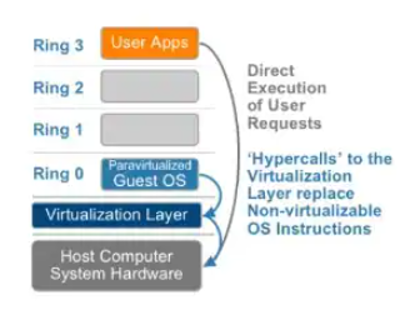 Ring 3
User Apps
Ring 2
Ring 1
Ring 0
Paravirtualized
Guest OS
Virtualization Layer
Host Computer
System Hardware
Direct
Execution
of User
Requests
‘Hypercalls’ to the
Virtualization
Layer replace
Non-virtualizable
OS Instructions